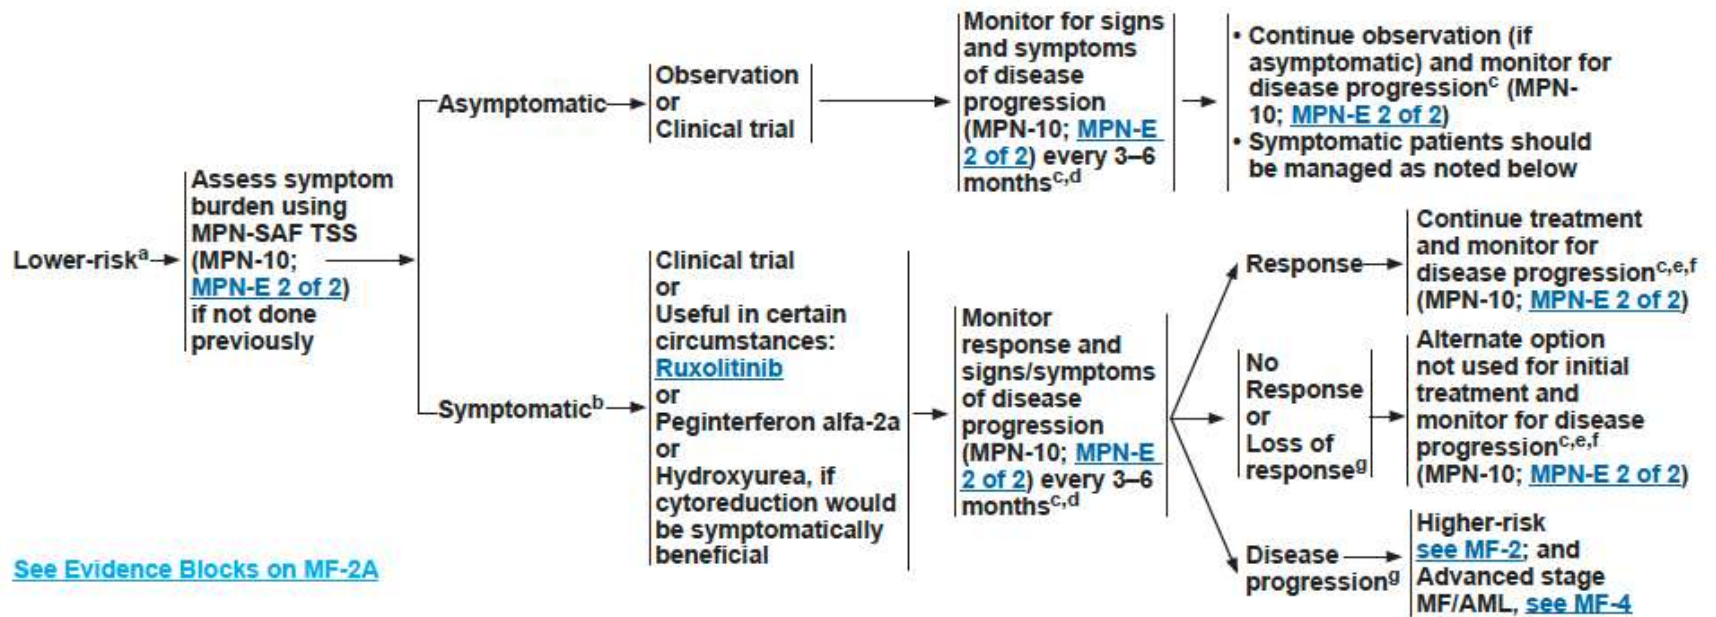 Lower-riskᵃ
Assess symptom
burden using
MPN-SAF TSS
(MPN-10;
MPN-E 2 of 2)
if not done
previously
Asymptomatic
Observation
or
Clinical trial
Monitor for signs
and symptoms
of disease
progression
(MPN-10; MPN-E
2 of 2) every 3–6
monthsᶜ,ᵈ
• Continue observation (if
asymptomatic) and monitor for
disease progressionᶜ (MPN-
10; MPN-E 2 of 2)
• Symptomatic patients should
be managed as noted below
Symptomaticᵇ
Clinical trial
or
Useful in certain
circumstances:
Ruxolitinib
or
Peginterferon alfa-2a
or
Hydroxyurea, if
cytoreduction would
be symptomatically
beneficial
Monitor
response and
signs/symptoms
of disease
progression
(MPN-10; MPN-E
2 of 2) every 3–6
monthsᶜ,ᵈ
Response
Continue treatment
and monitor for
disease progressionᶜ,ᵉ,ᶠ
(MPN-10; MPN-E 2 of 2)
No
Response
or
Loss of
responseᵍ
Alternate option
not used for initial
treatment and
monitor for disease
progressionᶜ,ᵉ,ᶠ
(MPN-10; MPN-E 2 of 2)
Disease
progressionᵍ
Higher-risk
see MF-2; and
Advanced stage
MF/AML, see MF-4
See Evidence Blocks on MF-2A